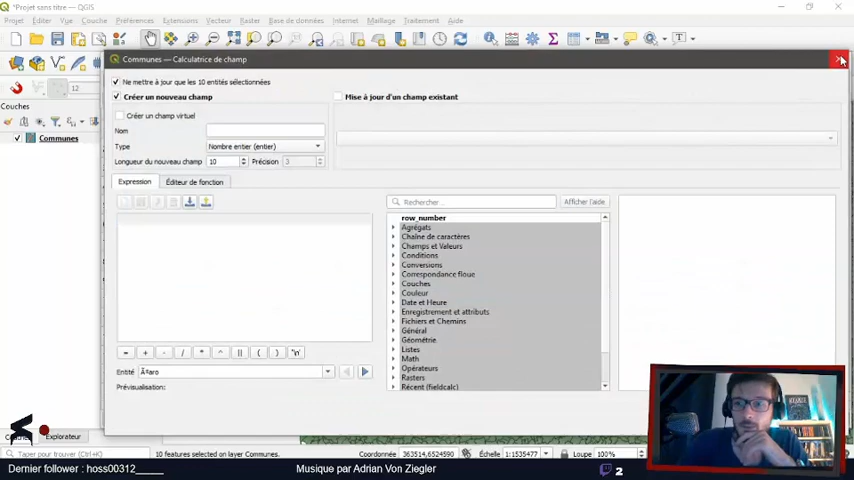 *Projet sans titre — QGIS
Projet Éditer Vue Couche Préférences Extensions Vecteur Raster Base de données Internet Maillage Traitement Aide
12
Couches
Communes
Communes — Calculatrice de champ
Ne mettre à jour que les 10 entités sélectionnées
Créer un nouveau champ
Mise à jour d'un champ existant
Créer un champ virtuel
Nom
Type Nombre entier (entier)
Longueur du nouveau champ 10 Précision 3
Expression Éditeur de fonction
Rechercher...
Afficher l'aide
row_number
Agrégats
Chaîne de caractères
Champs et Valeurs
Conditions
Conversions
Correspondance floue
Couches
Couleur
Date et Heure
Enregistrement et attributs
Fichiers et Chemins
Général
Géométrie
Listes
Math
Opérateurs
Rasters
Récent (fieldcalc)
= + - / * ^ || ( ) '\n'
Entité Ãªaro
Prévisualisation:
Explorateur
Taper pour trouver (Ctrl+K)
10 features selected on layer Communes.
Coordonnée 363514,6524590
Échelle 1:1535477
Loupe 100%
Dernier follower : hoss00312____
Musique par Adrian Von Ziegler
2